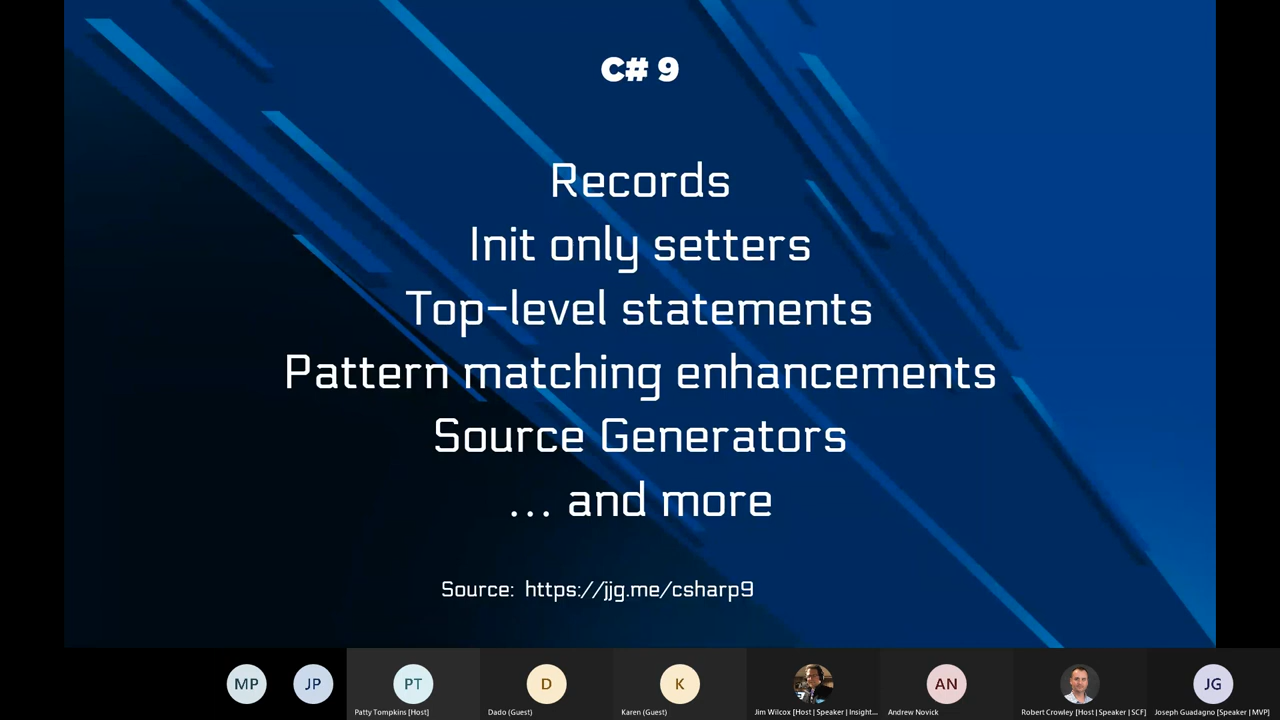 C# 9
Records
Init only setters
Top-level statements
Pattern matching enhancements
Source Generators
... and more
Source: https://jjg.me/csharp9
MP
JP
PT
D
K
AN
JG
Patty Tompkins [Host]
Dado (Guest)
Karen (Guest)
Jim Wilcox [Host | Speaker | Insight...
Andrew Novick
Robert Crowley [Host | Speaker | SCF]
Joseph Guadagno [Speaker | MVP]